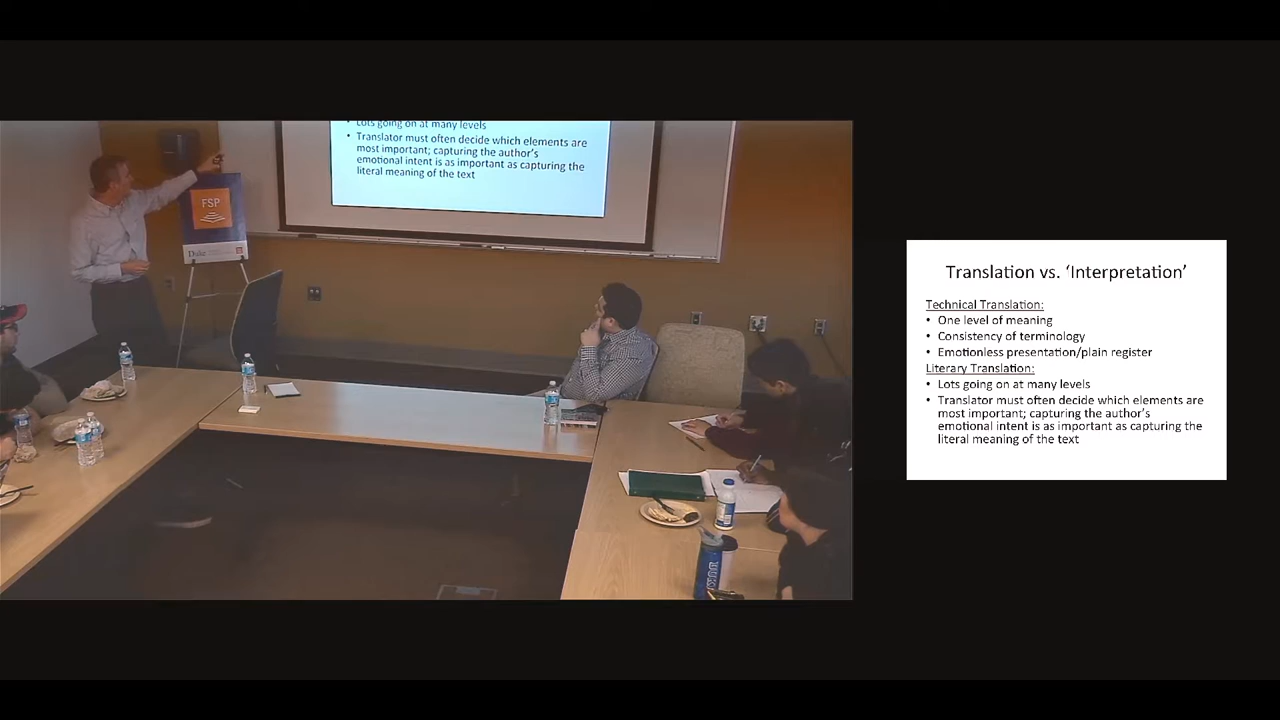 Lots going on at many levels
• Translator must often decide which elements are
most important; capturing the author's
emotional intent is as important as capturing the
literal meaning of the text
FSP
Duke
Translation vs. ‘Interpretation’
Technical Translation:
• One level of meaning
• Consistency of terminology
• Emotionless presentation/plain register
Literary Translation:
• Lots going on at many levels
• Translator must often decide which elements are
most important; capturing the author's
emotional intent is as important as capturing the
literal meaning of the text